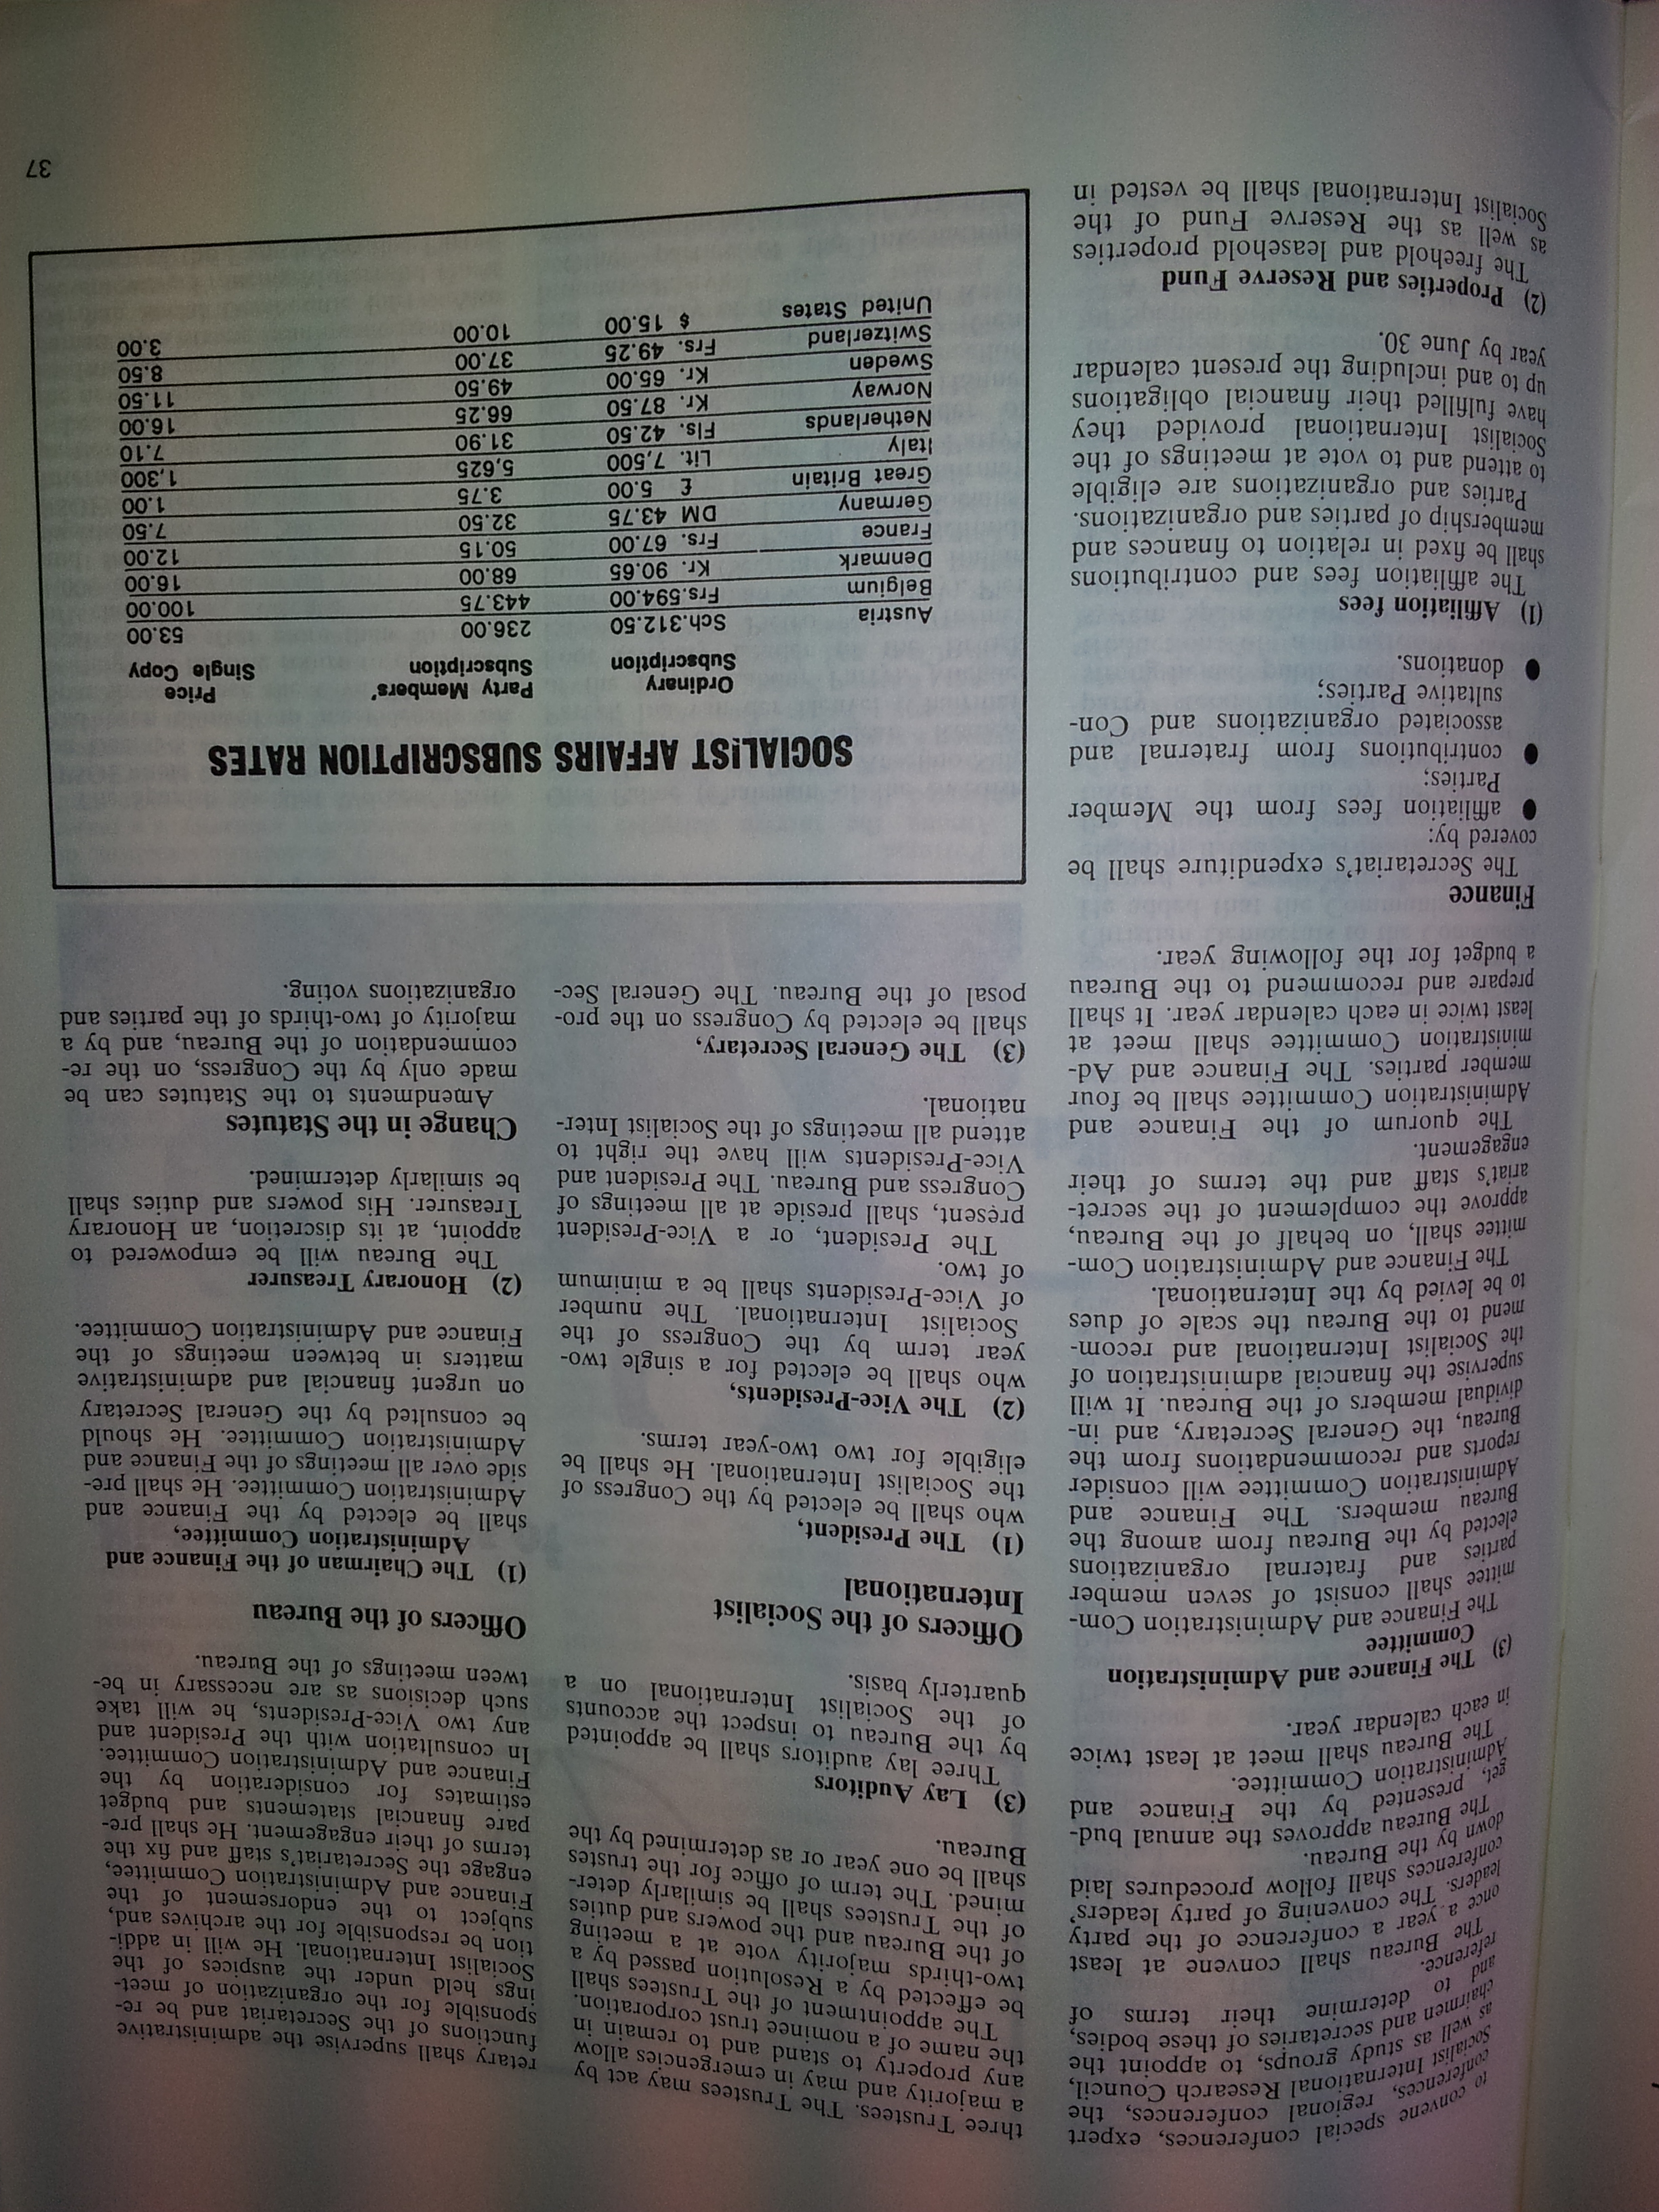 to convene special conferences, expert
conferences, regional conferences, the
Socialist International Research Council,
as well as study groups, to appoint the
chairmen and secretaries of these bodies,
and to determine their terms of
reference.
The Bureau shall convene at least
once a year a conference of the party
leaders. The convening of party leaders'
conferences shall follow procedures laid
down by the Bureau.
The Bureau approves the annual bud-
get, presented by the Finance and
Administration Committee.
The Bureau shall meet at least twice
in each calendar year.
(3) The Finance and Administration
Committee
The Finance and Administration Com-
mittee shall consist of seven member
parties and fraternal organizations
elected by the Bureau from among the
Bureau members. The Finance and
Administration Committee will consider
reports and recommendations from the
Bureau, the General Secretary, and in-
dividual members of the Bureau. It will
supervise the financial administration of
the Socialist International and recom-
mend to the Bureau the scale of dues
to be levied by the International.
The Finance and Administration Com-
mittee shall, on behalf of the Bureau,
approve the complement of the secret-
ariat's staff and the terms of their
engagement.
The quorum of the Finance and
Administration Committee shall be four
member parties. The Finance and Ad-
ministration Committee shall meet at
least twice in each calendar year. It shall
prepare and recommend to the Bureau
a budget for the following year.
Finance
The Secretariat's expenditure shall be
covered by:
● affiliation fees from the Member
Parties;
● contributions from fraternal and
associated organizations and Con-
sultative Parties;
● donations.
(1) Affiliation fees
The affiliation fees and contributions
shall be fixed in relation to finances and
membership of parties and organizations.
Parties and organizations are eligible
to attend and to vote at meetings of the
Socialist International provided they
have fulfilled their financial obligations
up to and including the present calendar
year by June 30.
(2) Properties and Reserve Fund
The freehold and leasehold properties
as well as the Reserve Fund of the
Socialist International shall be vested in
three Trustees. The Trustees may act by
a majority and may in emergencies allow
any property to stand and to remain in
the name of a nominee trust corporation.
The appointment of the Trustees shall
be effected by a Resolution passed by a
two-thirds majority vote at a meeting
of the Bureau and the powers and duties
of the Trustees shall be similarly deter-
mined. The term of office for the trustes
shall be one year or as determined by the
Bureau.
(3) Lay Auditors
Three lay auditors shall be appointed
by the Bureau to inspect the accounts
of the Socialist International on a
quarterly basis.
Officers of the Socialist
International
(1) The President,
who shall be elected by the Congress of
the Socialist International. He shall be
eligible for two two-year terms.
(2) The Vice-Presidents,
who shall be elected for a single two-
year term by the Congress of the
Socialist International. The number
of Vice-Presidents shall be a minimum
of two.
The President, or a Vice-President
present, shall preside at all meetings of
Congress and Bureau. The President and
Vice-Presidents will have the right to
attend all meetings of the Socialist Inter-
national.
(3) The General Secretary,
shall be elected by Congress on the pro-
posal of the Bureau. The General Sec-
retary shall supervise the administrative
functions of the Secretariat and be re-
sponsible for the organization of meet-
ings held under the auspices of the
Socialist International. He will in addi-
tion be responsible for the archives and,
subject to the endorsement of the
Finance and Administration Committee,
engage the Secretariat's staff and fix the
terms of their engagement. He shall pre-
pare financial statements and budget
estimates for consideration by the
Finance and Administration Committee.
In consultation with the President and
any two Vice-Presidents, he will take
such decisions as are necessary in be-
tween meetings of the Bureau.
Officers of the Bureau
(1) The Chairman of the Finance and
Administration Committee,
shall be elected by the Finance and
Administration Committee. He shall pre-
side over all meetings of the Finance and
Administration Committee. He should
be consulted by the General Secretary
on urgent financial and administrative
matters in between meetings of the
Finance and Administration Committee.
(2) Honorary Treasurer
The Bureau will be empowered to
appoint, at its discretion, an Honorary
Treasurer. His powers and duties shall
be similarly determined.
Change in the Statutes
Amendments to the Statutes can be
made only by the Congress, on the re-
commendation of the Bureau, and by a
majority of two-thirds of the parties and
organizations voting.
SOCIALIST AFFAIRS SUBSCRIPTION RATES
Ordinary Party Members' Price
Subscription Subscription Single Copy
Austria Sch.312.50 236.00 53.00
Belgium Frs.594.00 443.75 100.00
Denmark Kr. 90.65 68.00 16.00
France Frs. 67.00 50.15 12.00
Germany DM 43.75 32.50 7.50
Great Britain £ 5.00 3.75 1.00
Italy Lit. 7,500 5,625 1,300
Netherlands Fls. 42.50 31.90 7.10
Norway Kr. 87.50 66.25 16.00
Sweden Kr. 65.00 49.50 11.50
Switzerland Frs. 49.25 37.00 8.50
United States $ 15.00 10.00 3.00
37